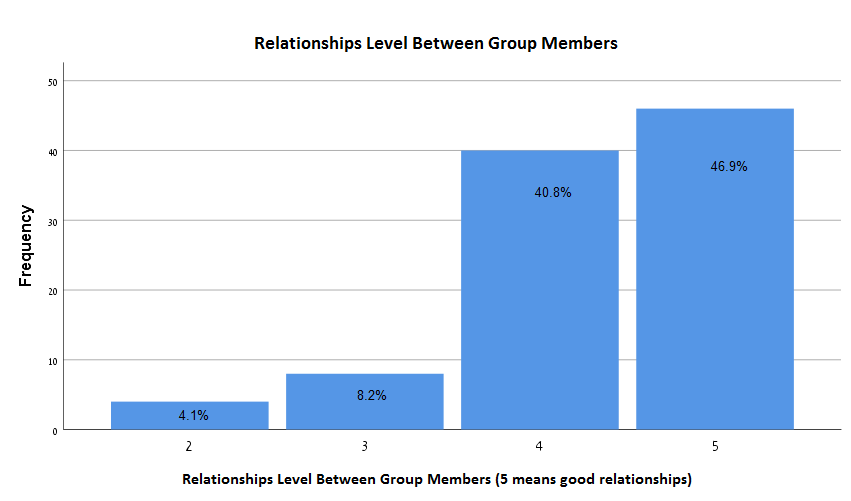 Relationships Level Between Group Members
50
40
30
20
10
0
Frequency
46.9%
40.8%
8.2%
4.1%
2 3 4 5
Relationships Level Between Group Members (5 means good relationships)